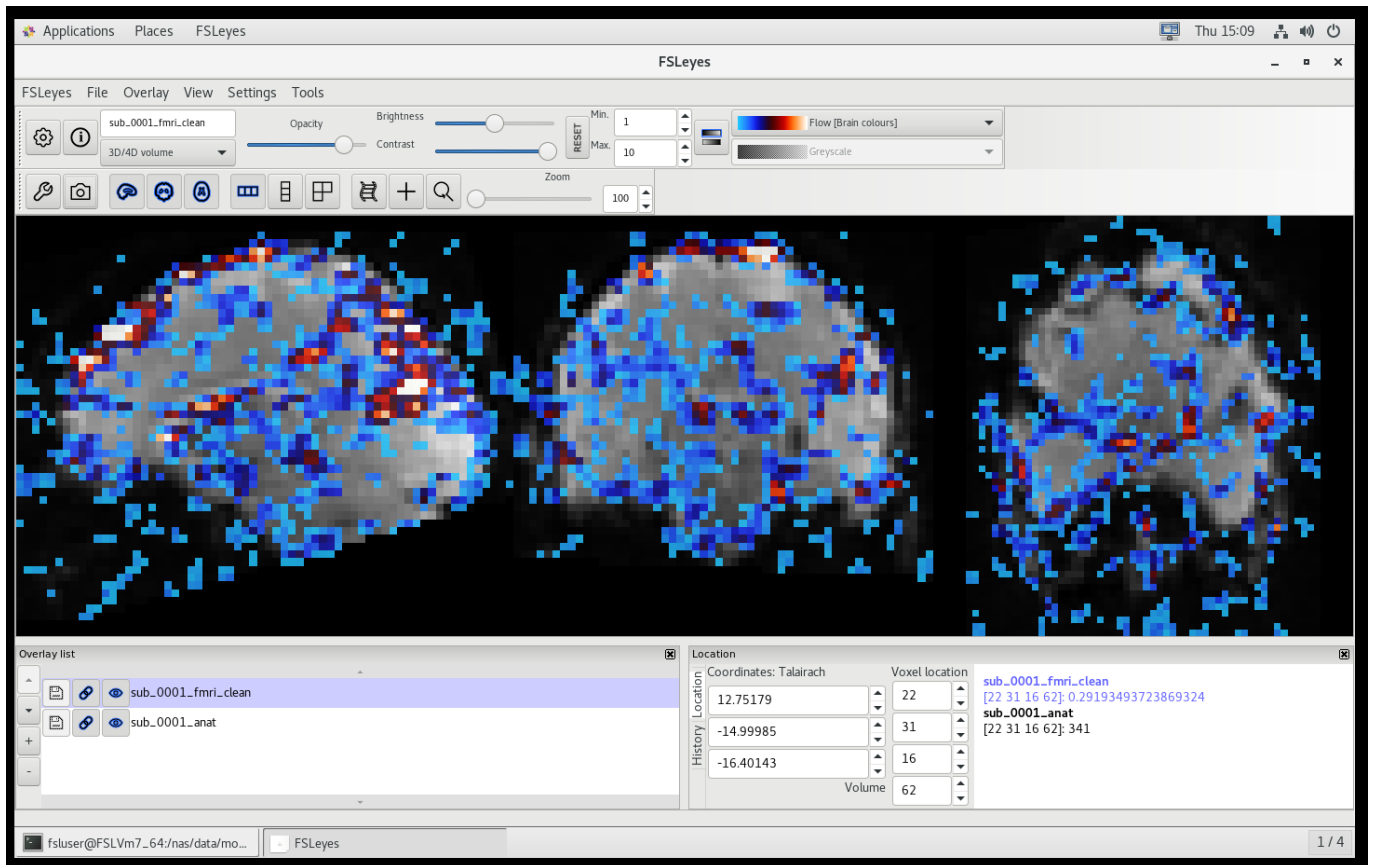 Applications Places FSLeyes Thu 15:09
FSLeyes
FSLeyes File Overlay View Settings Tools
sub_0001_fmri_clean
3D/4D volume
Opacity
Brightness
Contrast
RESET
Min. 1
Max. 10
Flow [Brain colours]
Greyscale
Zoom
100
Overlay list
sub_0001_fmri_clean
sub_0001_anat
Location
Location
History
Coordinates: Talairach
12.75179
-14.99985
-16.40143
Voxel location
22
31
16
Volume 62
sub_0001_fmri_clean
[22 31 16 62]: 0.29193493723869324
sub_0001_anat
[22 31 16 62]: 341
fsluser@FSLVm7_64:/nas/data/mo... FSLeyes 1 / 4